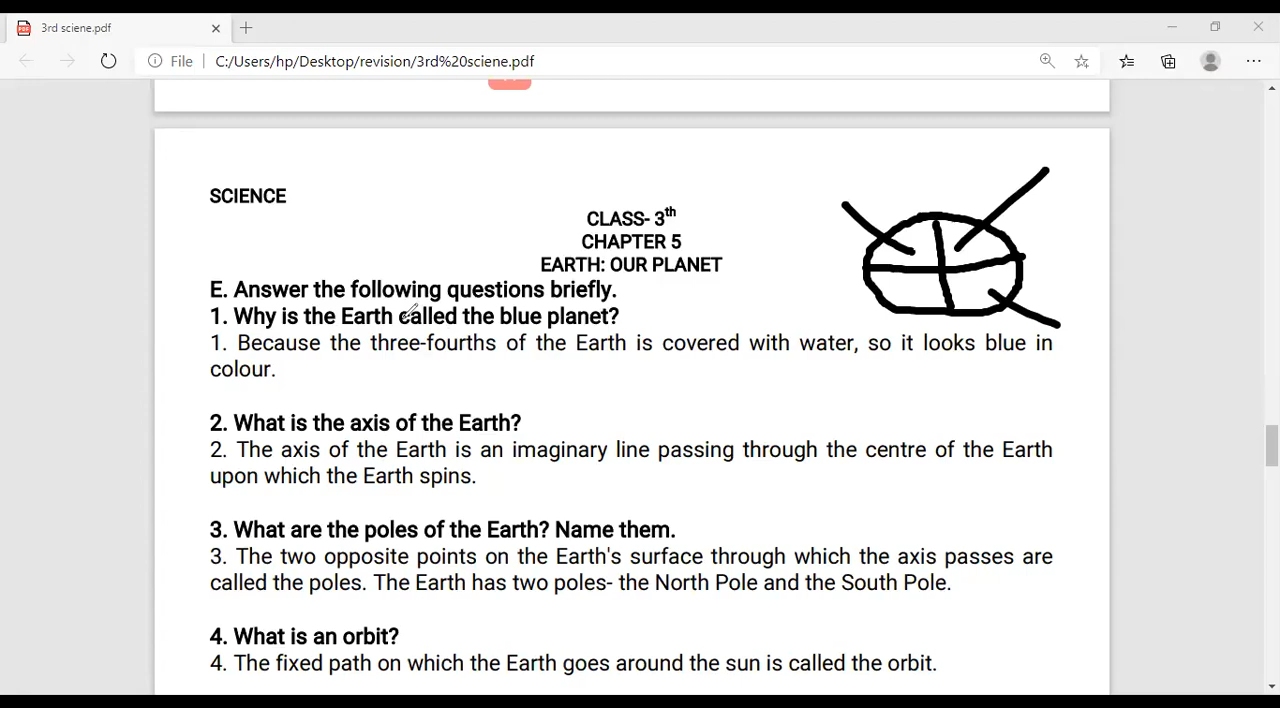 3rd sciene.pdf
File
C:/Users/hp/Desktop/revision/3rd%20sciene.pdf
SCIENCE
CLASS- 3th
CHAPTER 5
EARTH: OUR PLANET
E. Answer the following questions briefly.
1. Why is the Earth called the blue planet?
1. Because the three-fourths of the Earth is covered with water, so it looks blue in
colour.
2. What is the axis of the Earth?
2. The axis of the Earth is an imaginary line passing through the centre of the Earth
upon which the Earth spins.
3. What are the poles of the Earth? Name them.
3. The two opposite points on the Earth's surface through which the axis passes are
called the poles. The Earth has two poles- the North Pole and the South Pole.
4. What is an orbit?
4. The fixed path on which the Earth goes around the sun is called the orbit.